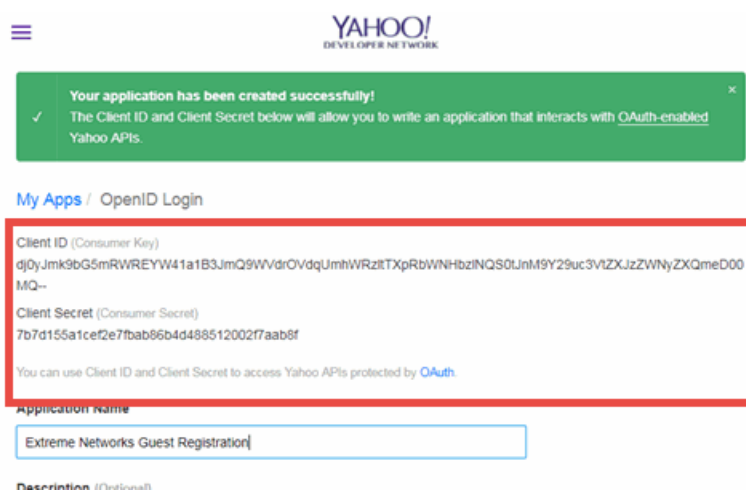 YAHOO!
DEVELOPER NETWORK
Your application has been created successfully!
The Client ID and Client Secret below will allow you to write an application that interacts with OAuth-enabled
Yahoo APIs.
My Apps / OpenID Login
Client ID (Consumer Key)
MQ--
Client Secret (Consumer Secret)
7b7d155a1cef2e7fbab86b4d488512002f7aab8f
You can use Client ID and Client Secret to access Yahoo APIs protected by OAuth.
Application Name
Extreme Networks Guest Registration
Description (Optional)